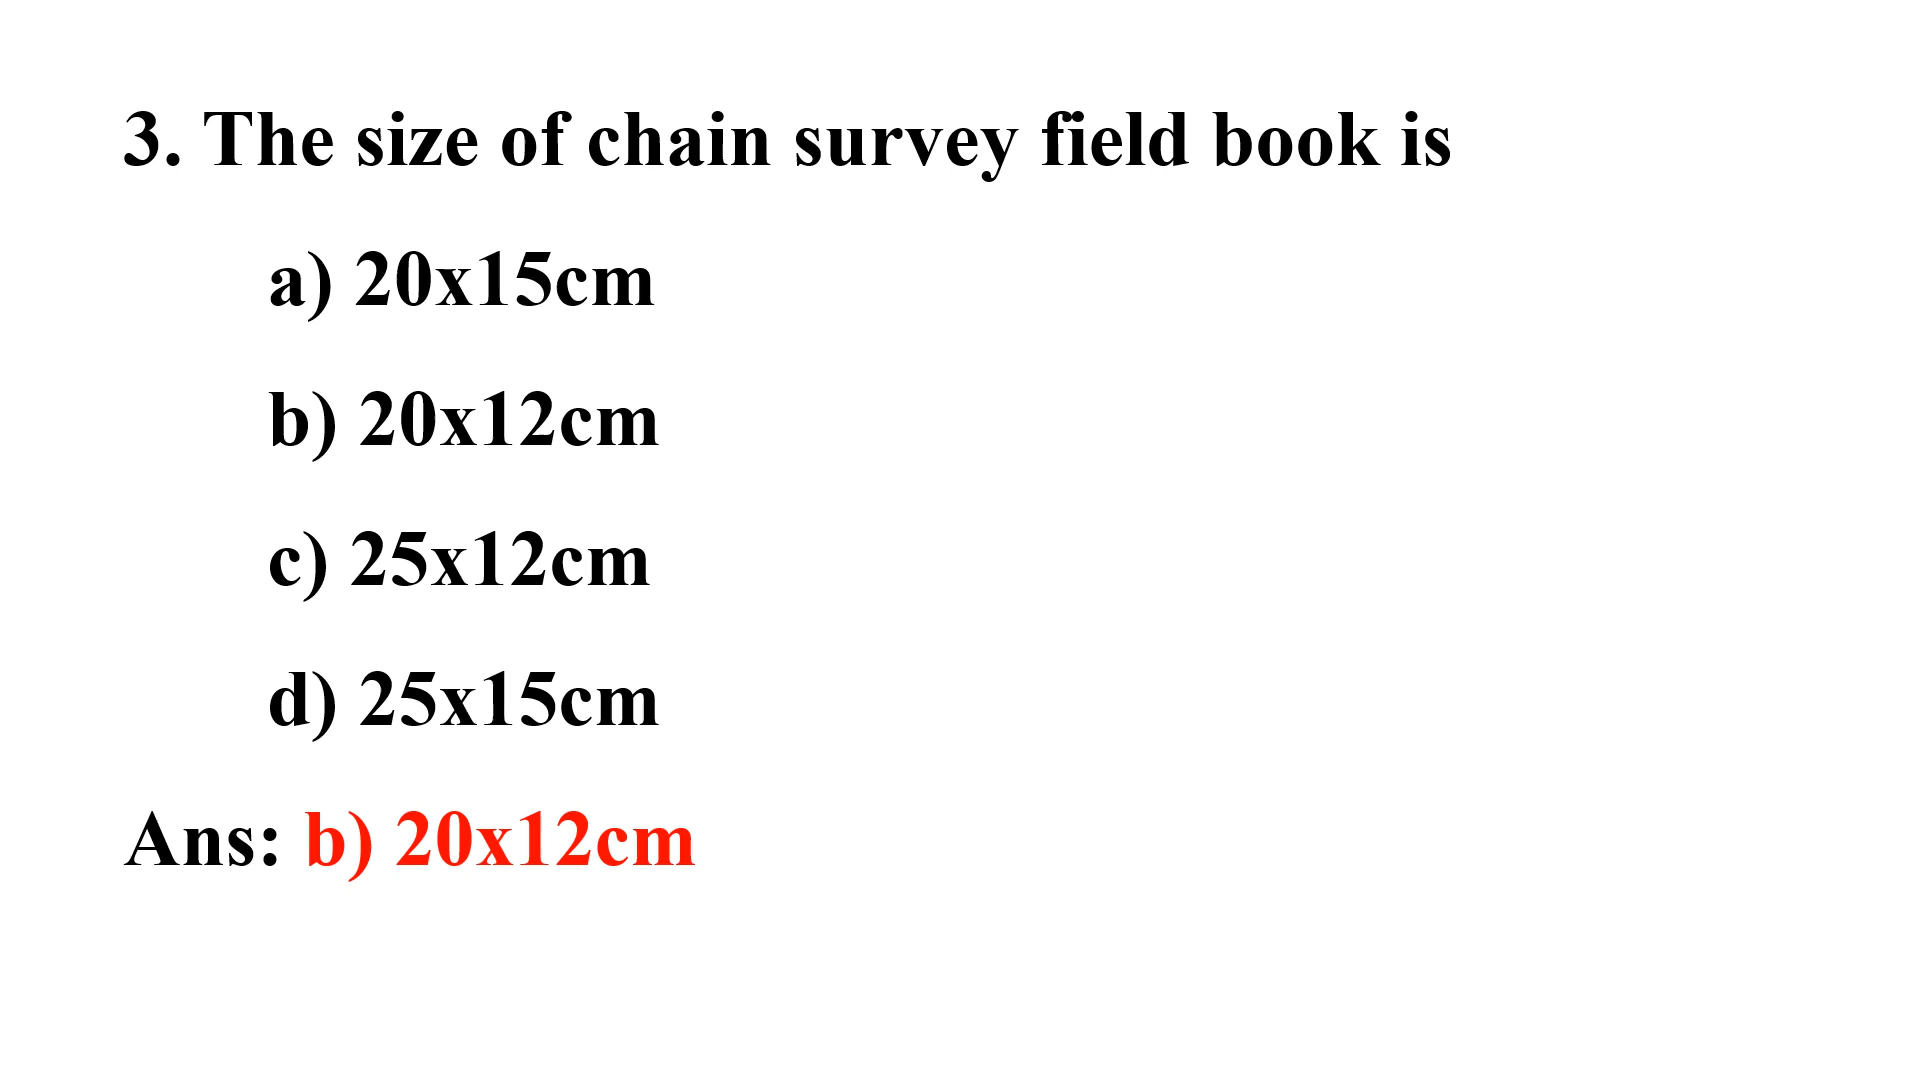 3. The size of chain survey field book is
a) 20x15cm
b) 20x12cm
c) 25x12cm
d) 25x15cm
Ans: b) 20x12cm